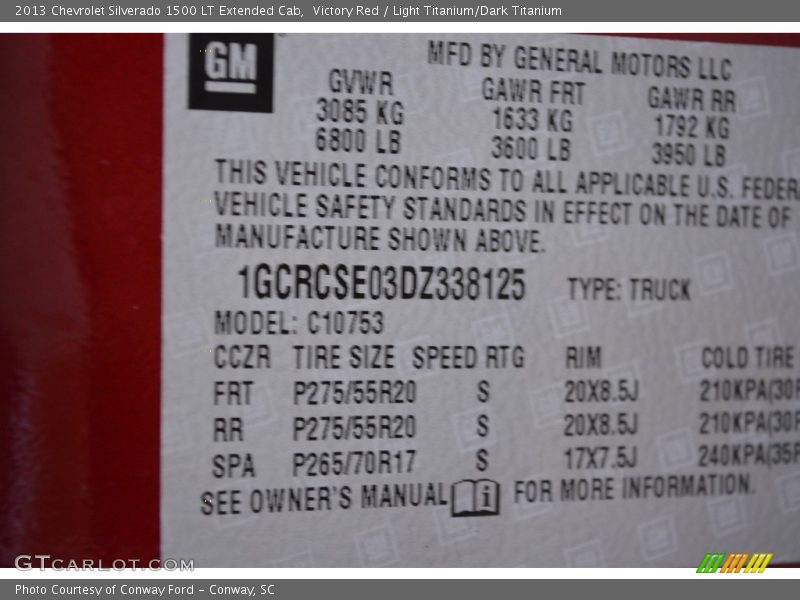 2013 Chevrolet Silverado 1500 LT Extended Cab, Victory Red / Light Titanium/Dark Titanium
GM
MFD BY GENERAL MOTORS LLC
GVWR GAWR FRT GAWR RR
3085 KG 1633 KG 1792 KG
6800 LB 3600 LB 3950 LB
THIS VEHICLE CONFORMS TO ALL APPLICABLE U.S. FEDER
VEHICLE SAFETY STANDARDS IN EFFECT ON THE DATE OF
MANUFACTURE SHOWN ABOVE.
1GCRCSE03DZ338125 TYPE: TRUCK
MODEL: C10753
CCZR TIRE SIZE SPEED RTG RIM COLD TIRE
FRT P275/55R20 S 20X8.5J 210KPA(30P
RR P275/55R20 S 20X8.5J 210KPA(30P
SPA P265/70R17 S 17X7.5J 240KPA(35P
SEE OWNER'S MANUAL FOR MORE INFORMATION.
GTCARLOT.COM
Photo Courtesy of Conway Ford – Conway, SC